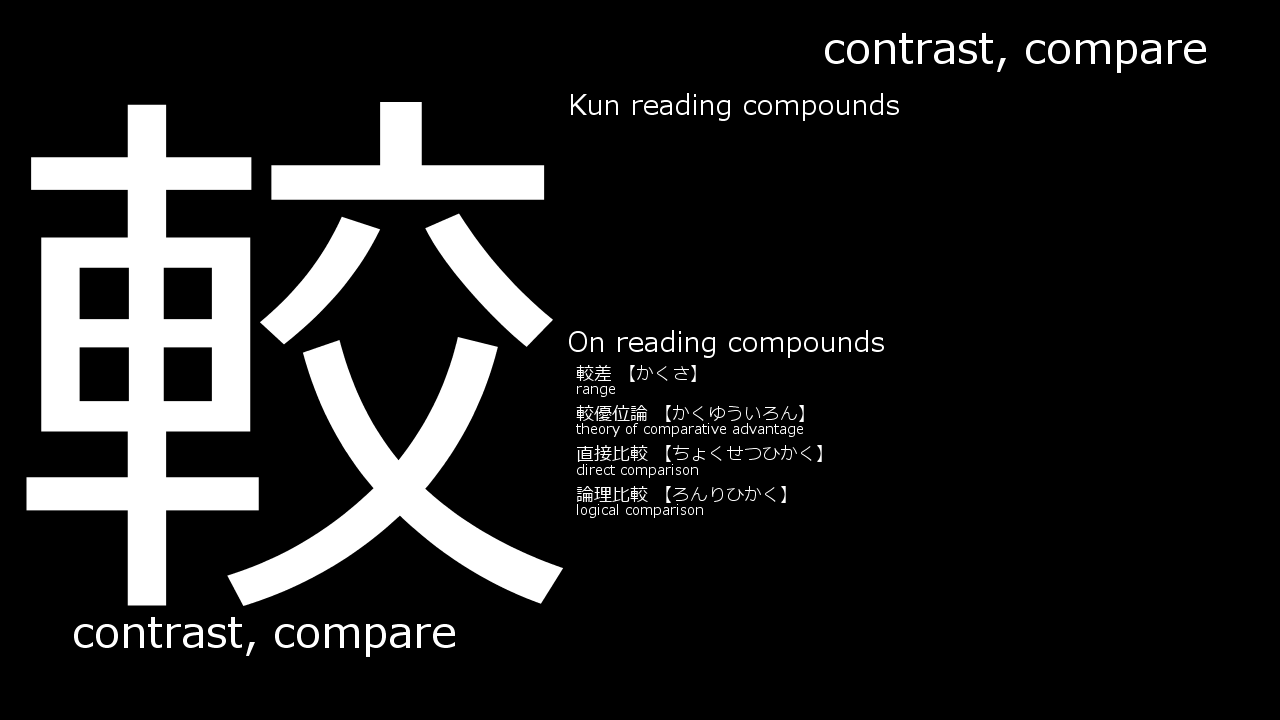 較
contrast, compare
contrast, compare
Kun reading compounds
On reading compounds
較差 【かくさ】
range
較優位論 【かくゆういろん】
theory of comparative advantage
直接比較 【ちょくせつひかく】
direct comparison
論理比較 【ろんりひかく】
logical comparison